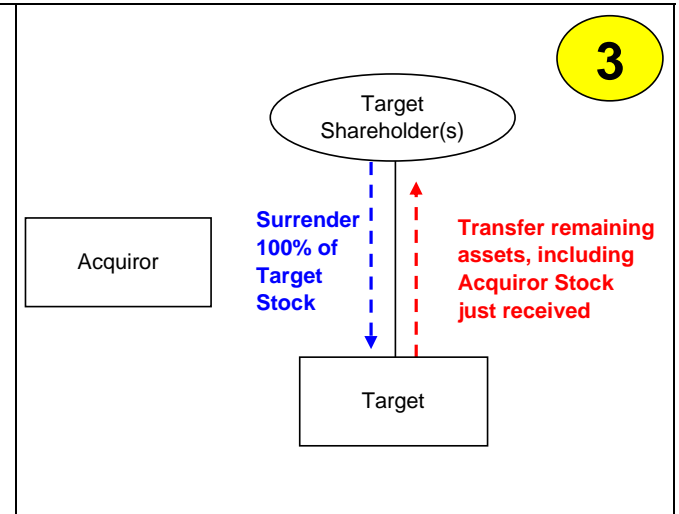 3
Target
Shareholder(s)
Surrender
100% of
Target
Stock
Transfer remaining
assets, including
Acquiror Stock
just received
Acquiror
Target